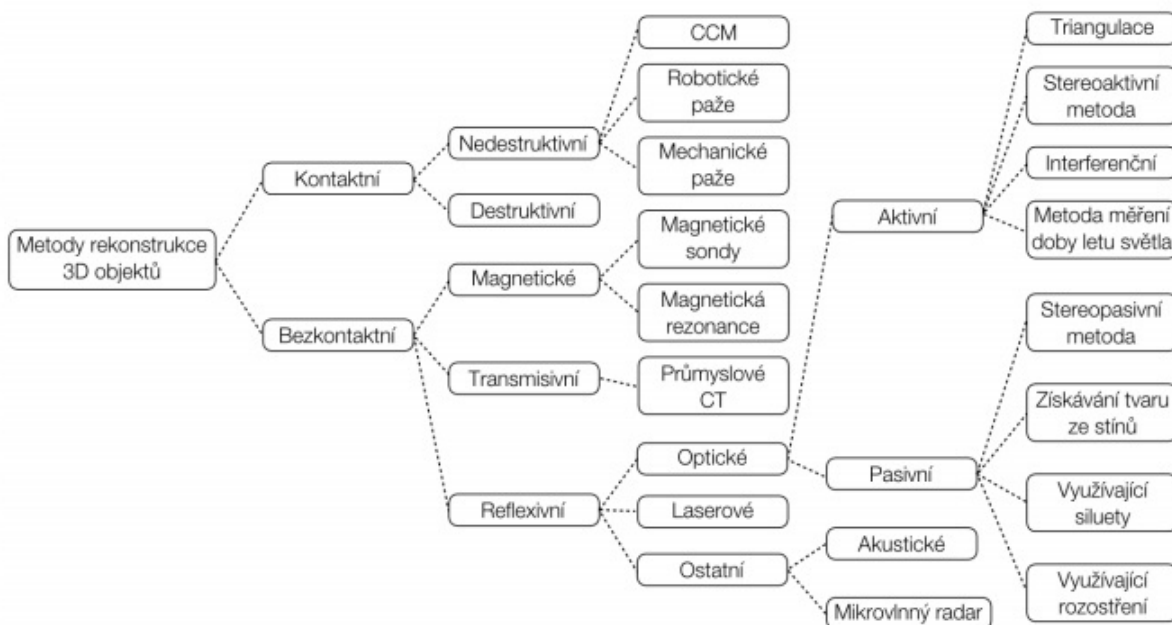 Metody rekonstrukce
3D objektů
Kontaktní
Bezkontaktní
Nedestruktivní
Destruktivní
Magnetické
Transmisivní
Reflexivní
CCM
Robotické
paže
Mechanické
paže
Magnetické
sondy
Magnetická
rezonance
Průmyslové
CT
Optické
Laserové
Ostatní
Aktivní
Pasivní
Akustické
Mikrovlnný radar
Triangulace
Stereoaktivní
metoda
Interferenční
Metoda měření
doby letu světla
Stereopasivní
metoda
Získávání tvaru
ze stínů
Využívající
siluety
Využívající
rozostření